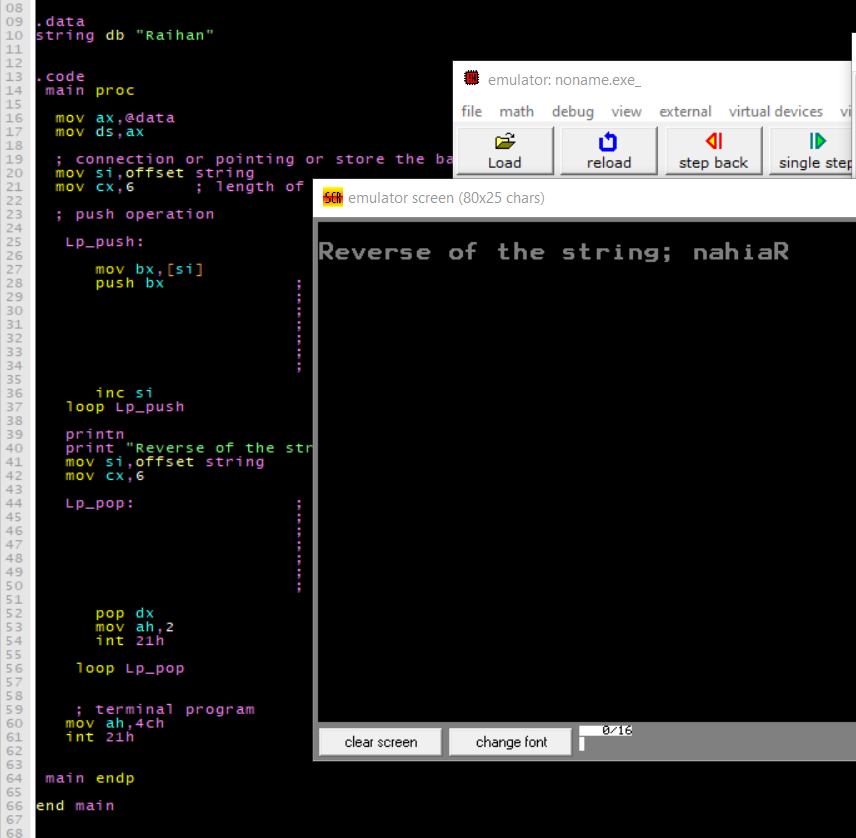 08
09 .data
10 string db "Raihan"
11
12
13 .code
14 main proc
15
16 mov ax,@data
17 mov ds,ax
18
19 ; connection or pointing or store the ba
20 mov si,offset string
21 mov cx,6 ; length of
22
23 ; push operation
24
25 Lp_push:
26
27 mov bx,[si]
28 push bx ;
29 ;
30 ;
31 ;
32 ;
33 ;
34 ;
35
36 inc si
37 loop Lp_push
38
39 printn
40 print "Reverse of the str
41 mov si,offset string
42 mov cx,6
43
44 Lp_pop: ;
45 ;
46 ;
47 ;
48 ;
49 ;
50 ;
51
52 pop dx
53 mov ah,2
54 int 21h
55
56 loop Lp_pop
57
58
59 ; terminal program
60 mov ah,4ch
61 int 21h
62
63
64 main endp
65
66 end main
67
68
emulator: noname.exe_
file math debug view external virtual devices vi
Load reload step back single step
emulator screen (80x25 chars)
Reverse of the string; nahiaR
clear screen change font 0/16